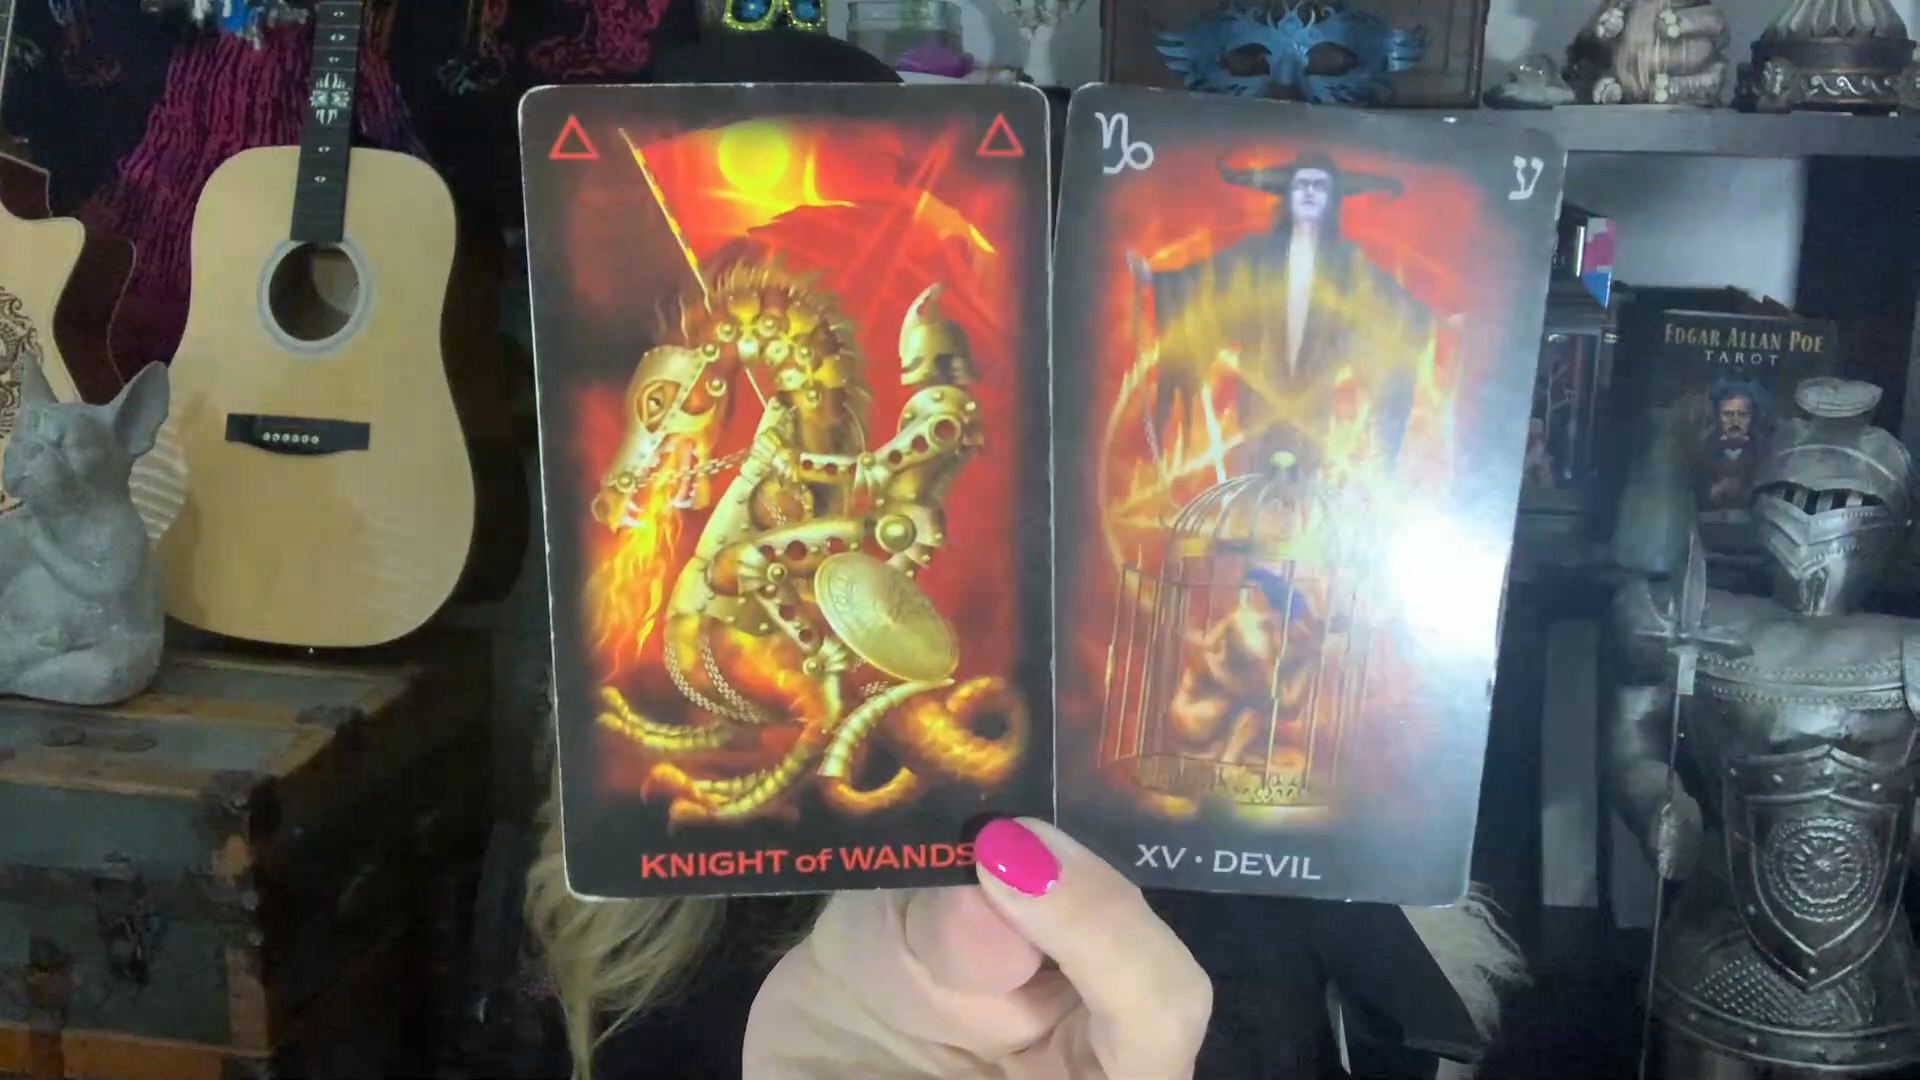 KNIGHT of WANDS
ע
XV · DEVIL
EDGAR ALLAN POE
TAROT